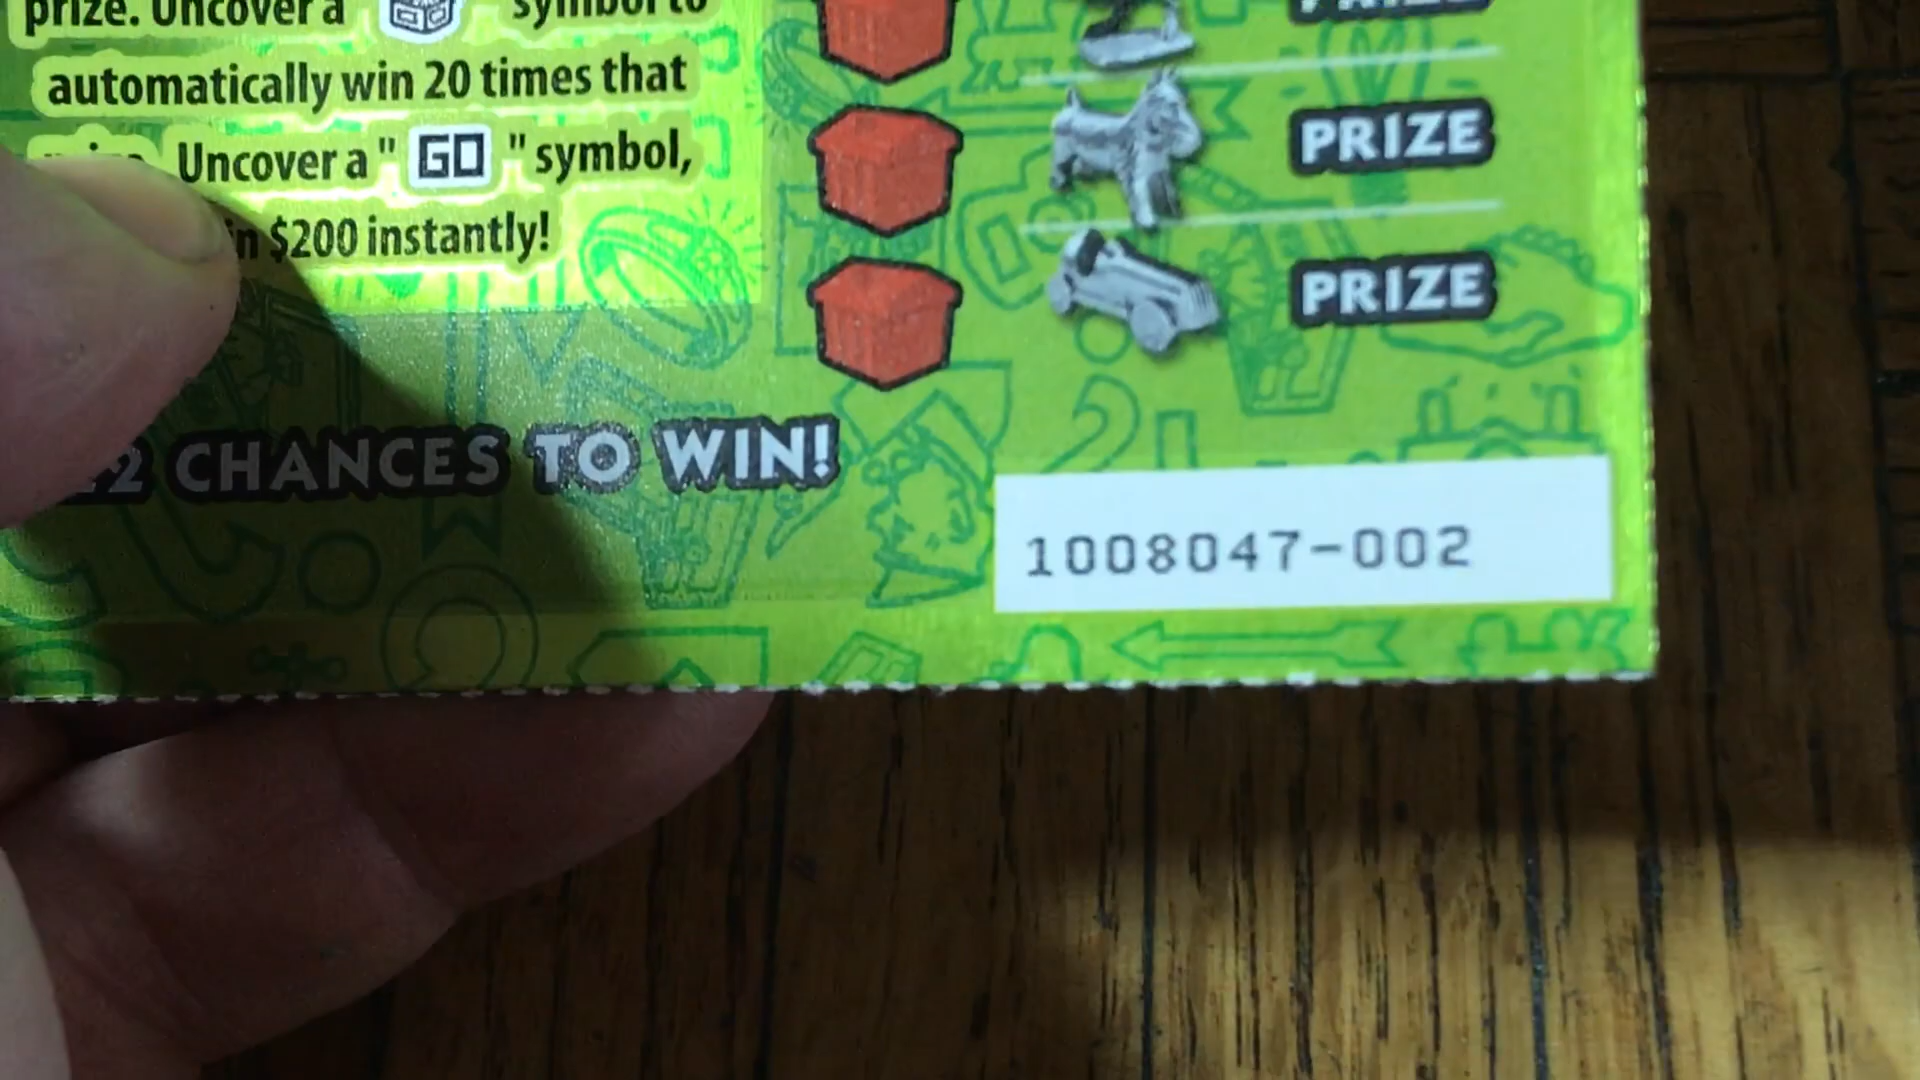 prize. Uncover a symbol to
automatically win 20 times that
Uncover a " GO " symbol,
$200 instantly!
PRIZE
PRIZE
PRIZE
CHANCES TO WIN!
1008047-002